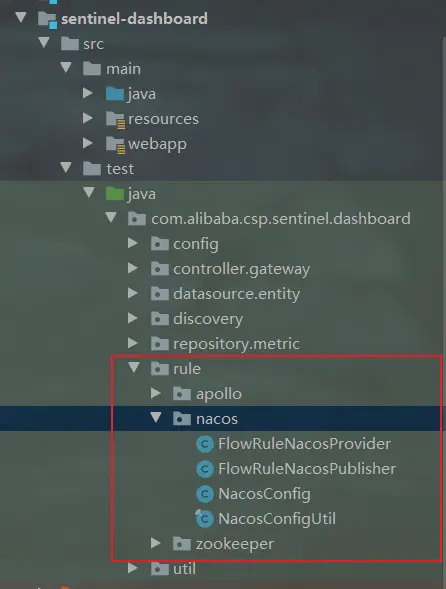 sentinel-dashboard
src
main
java
resources
webapp
test
java
com.alibaba.csp.sentinel.dashboard
config
controller.gateway
datasource.entity
discovery
repository.metric
rule
apollo
nacos
FlowRuleNacosProvider
FlowRuleNacosPublisher
NacosConfig
NacosConfigUtil
zookeeper
util